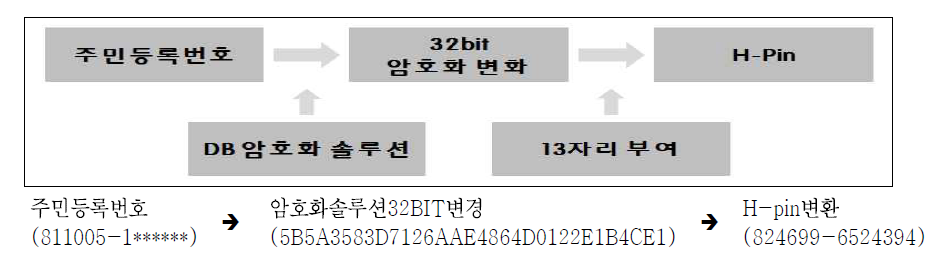 주민등록번호
32bit
암호화 변화
H-Pin
DB 암호화 솔루션
13자리 부여
주민등록번호 → 암호화솔루션32BIT변경 → H-pin변환
(811005-1******) (5B5A3583D7126AAE4864D0122E1B4CE1) (824699-6524394)